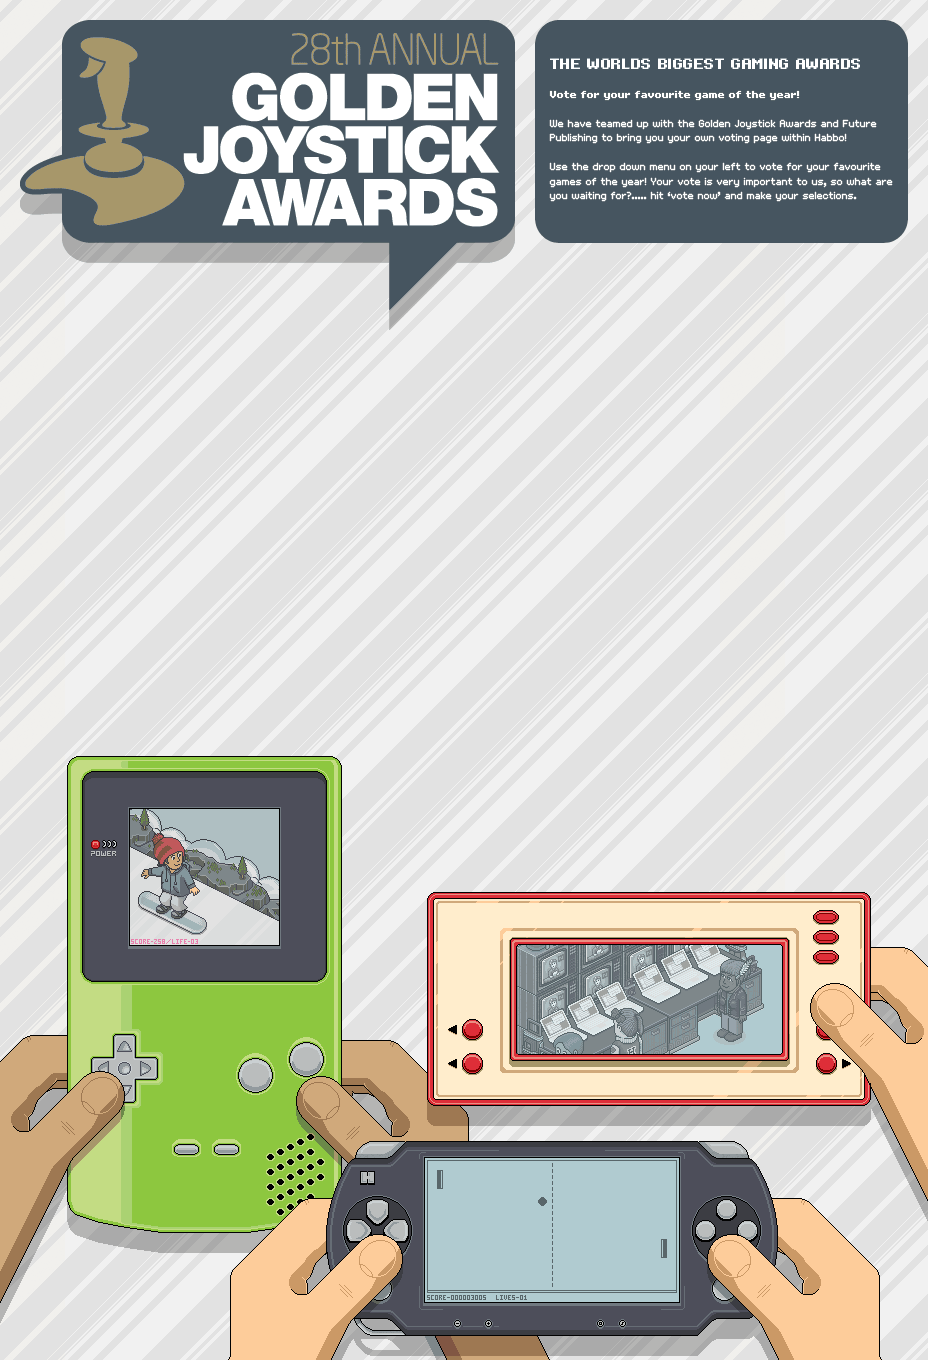 28th ANNUAL
GOLDEN
JOYSTICK
AWARDS
THE WORLDS BIGGEST GAMING AWARDS
Vote for your favourite game of the year!
We have teamed up with the Golden Joystick Awards and Future
Publishing to bring you your own voting page within Habbo!
Use the drop down menu on your left to vote for your favourite
games of the year! Your vote is very important to us, so what are
you waiting for?..... hit ‘vote now’ and make your selections.
POWER
SCORE-258/LIFE-03
SCORE-000003005 LIVES-01